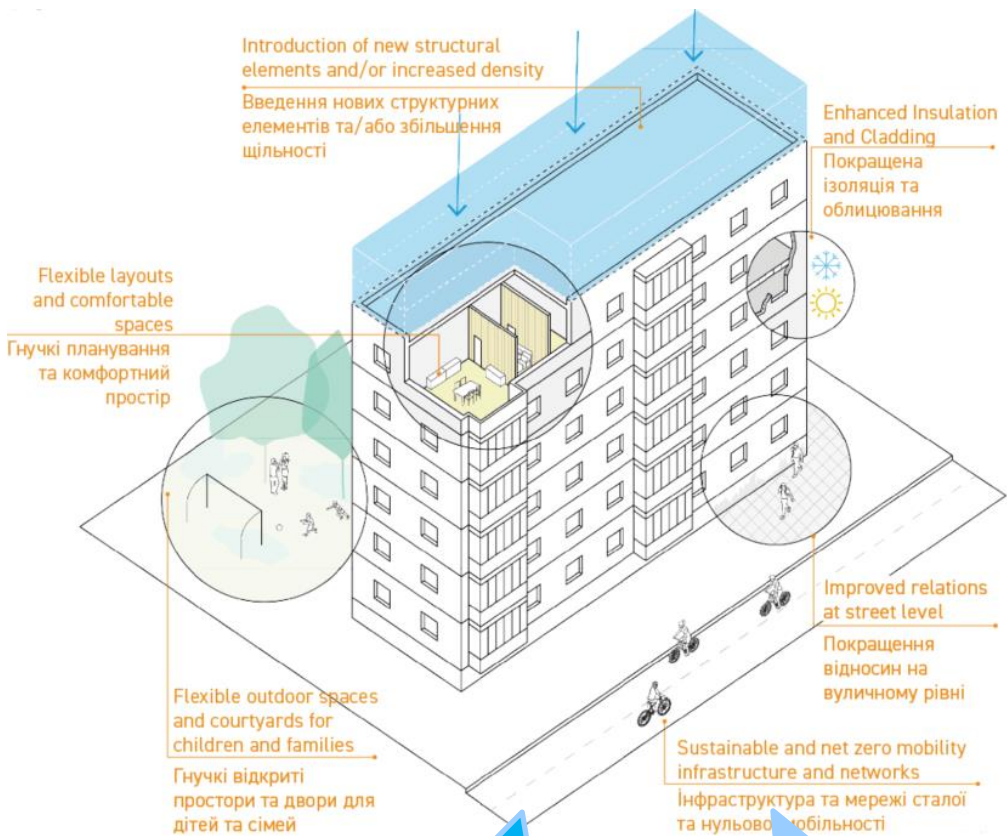 Introduction of new structural
elements and/or increased density
Введення нових структурних
елементів та/або збільшення
щільності
Enhanced Insulation
and Cladding
Покращена
ізоляція та
облицювання
Flexible layouts
and comfortable
spaces
Гнучкі планування
та комфортний
простір
Improved relations
at street level
Покращення
відносин на
вуличному рівні
Flexible outdoor spaces
and courtyards for
children and families
Гнучкі відкриті
простори та двори для
дітей та сімей
Sustainable and net zero mobility
infrastructure and networks
Інфраструктура та мережі сталої
та нульової мобільності